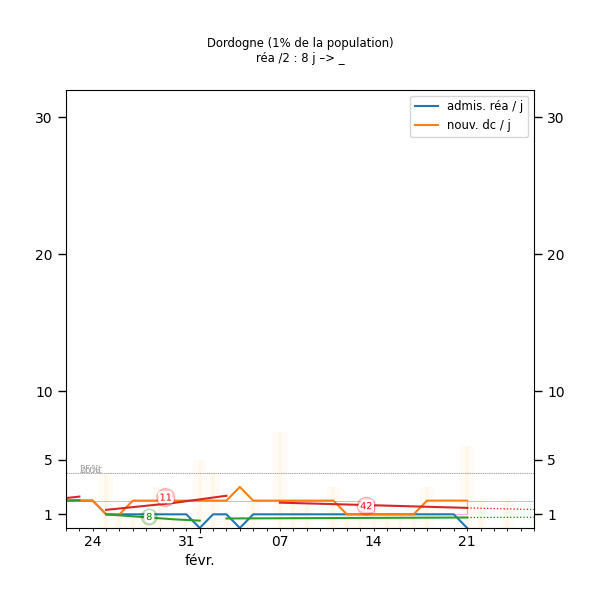 Dordogne (1% de la population)
réa /2 : 8 j –> _
admis. réa / j
nouv. dc / j
30 30
20 20
10 10
5 5
25%
11
42
8
1 1
24 31 - 07 14 21
févr.